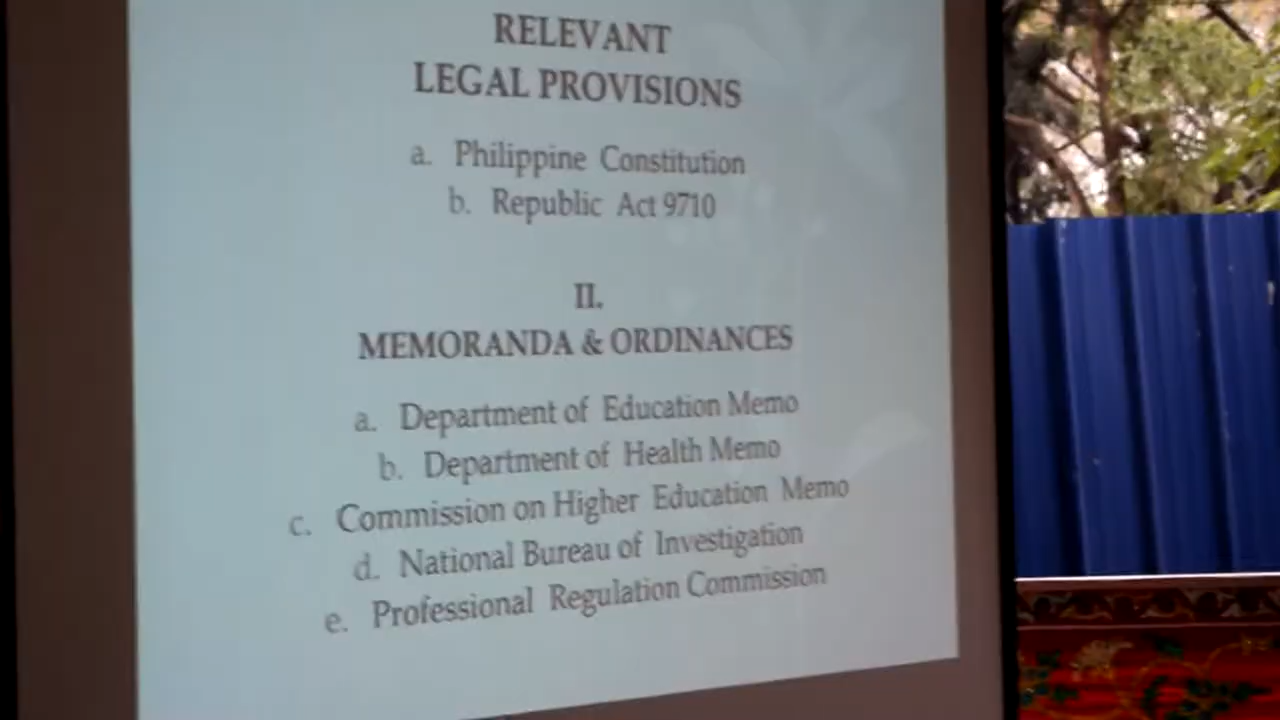 RELEVANT
LEGAL PROVISIONS
a. Philippine Constitution
b. Republic Act 9710
II.
MEMORANDA & ORDINANCES
a. Department of Education Memo
b. Department of Health Memo
c. Commission on Higher Education Memo
d. National Bureau of Investigation
e. Professional Regulation Commission